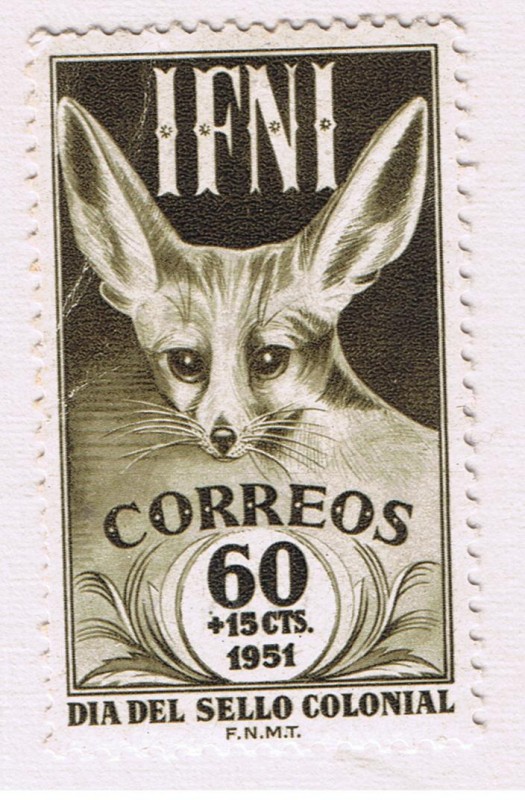 IFNI
CORREOS
60
+15 CTS.
1951
DIA DEL SELLO COLONIAL
F.N.M.T.